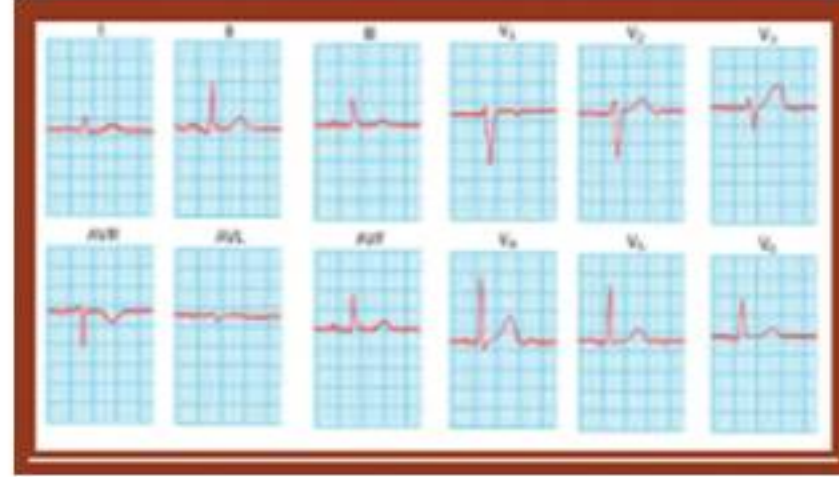 I II III V₁ V₂ V₃
AVR AVL AVF V₄ V₅ V₆